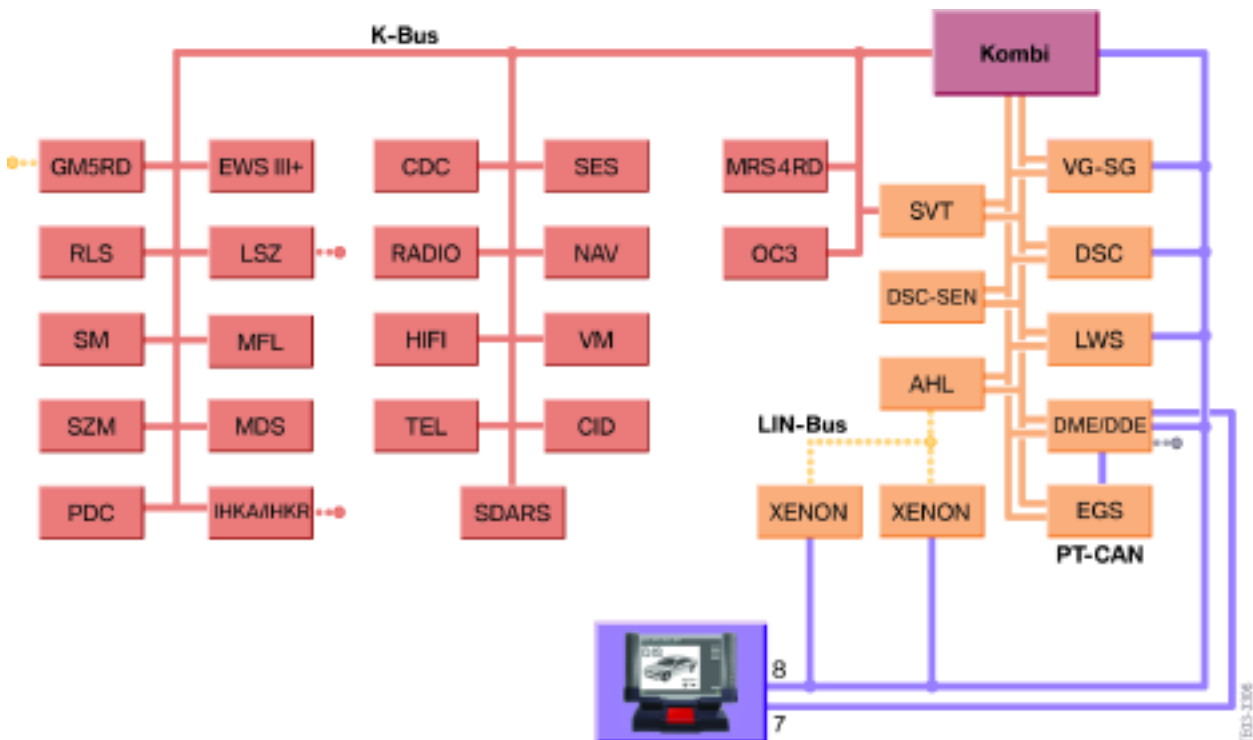 K-Bus
Kombi
GM5RD
EWS III+
CDC
SES
MRS4RD
VG-SG
SVT
RLS
LSZ
RADIO
NAV
OC3
DSC
DSC-SEN
SM
MFL
HIFI
VM
LWS
AHL
SZM
MDS
TEL
CID
LIN-Bus
DME/DDE
PDC
IHKA/IHKR
SDARS
XENON
XENON
EGS
PT-CAN
8
7